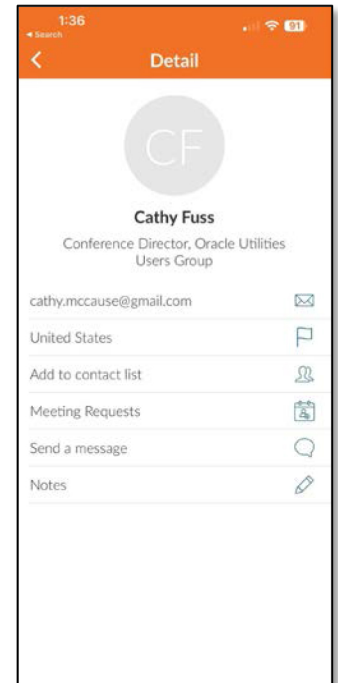 1:36
91
◂ Search
Detail
CF
Cathy Fuss
Conference Director, Oracle Utilities
Users Group
cathy.mccause@gmail.com
United States
Add to contact list
Meeting Requests
Send a message
Notes